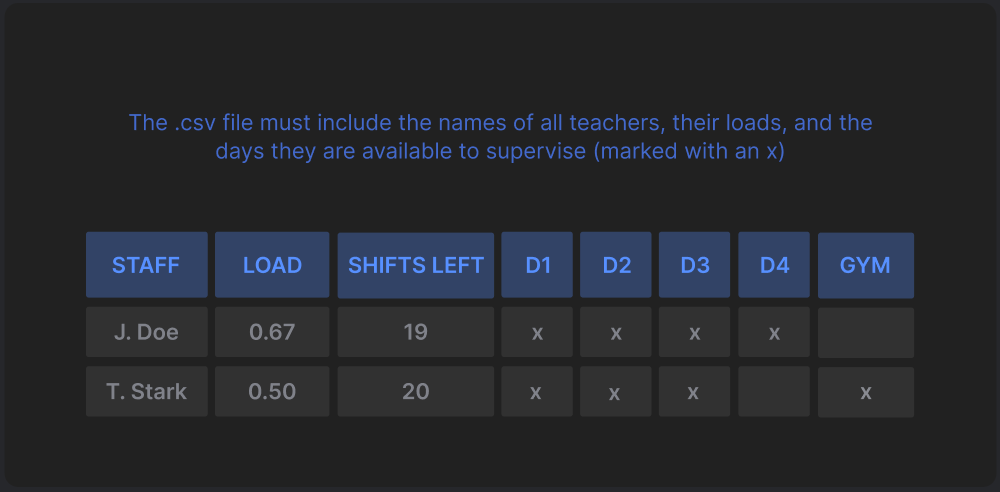 The .csv file must include the names of all teachers, their loads, and the
days they are available to supervise (marked with an x)
STAFF LOAD SHIFTS LEFT D1 D2 D3 D4 GYM
J. Doe 0.67 19 x x x x
T. Stark 0.50 20 x x x x